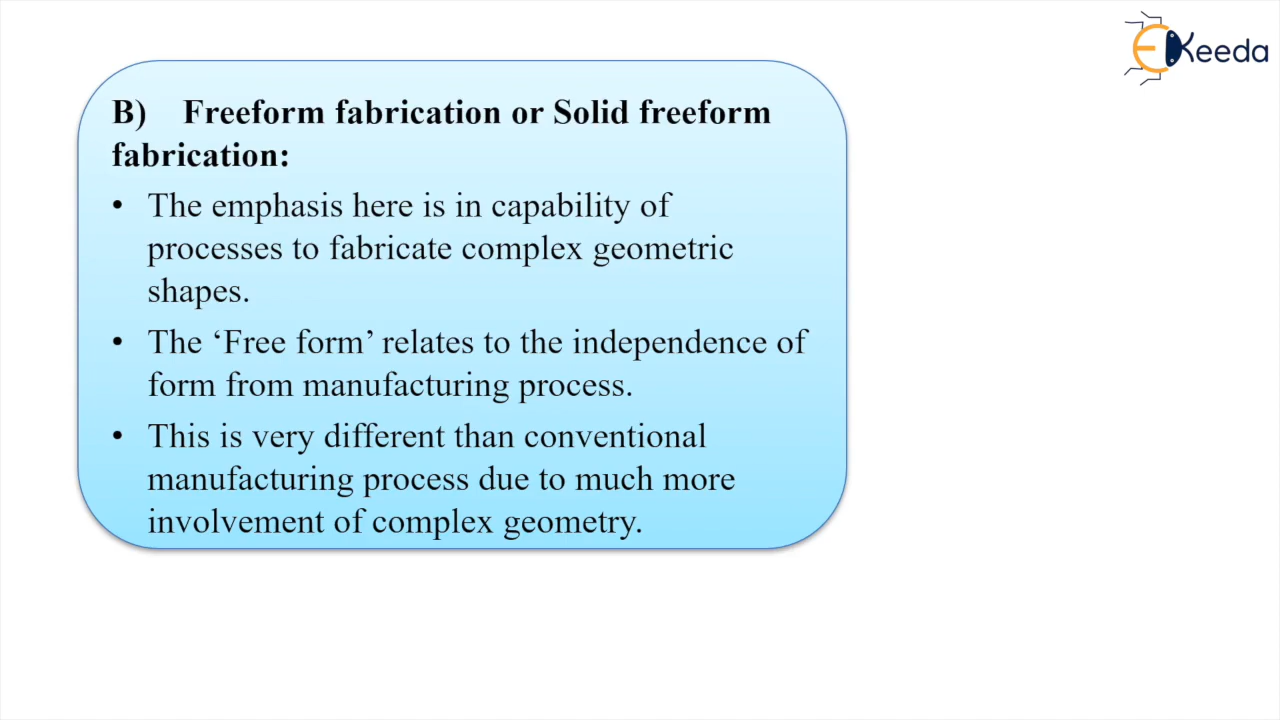 EKeeda
B) Freeform fabrication or Solid freeform
fabrication:
• The emphasis here is in capability of
processes to fabricate complex geometric
shapes.
• The ‘Free form’ relates to the independence of
form from manufacturing process.
• This is very different than conventional
manufacturing process due to much more
involvement of complex geometry.